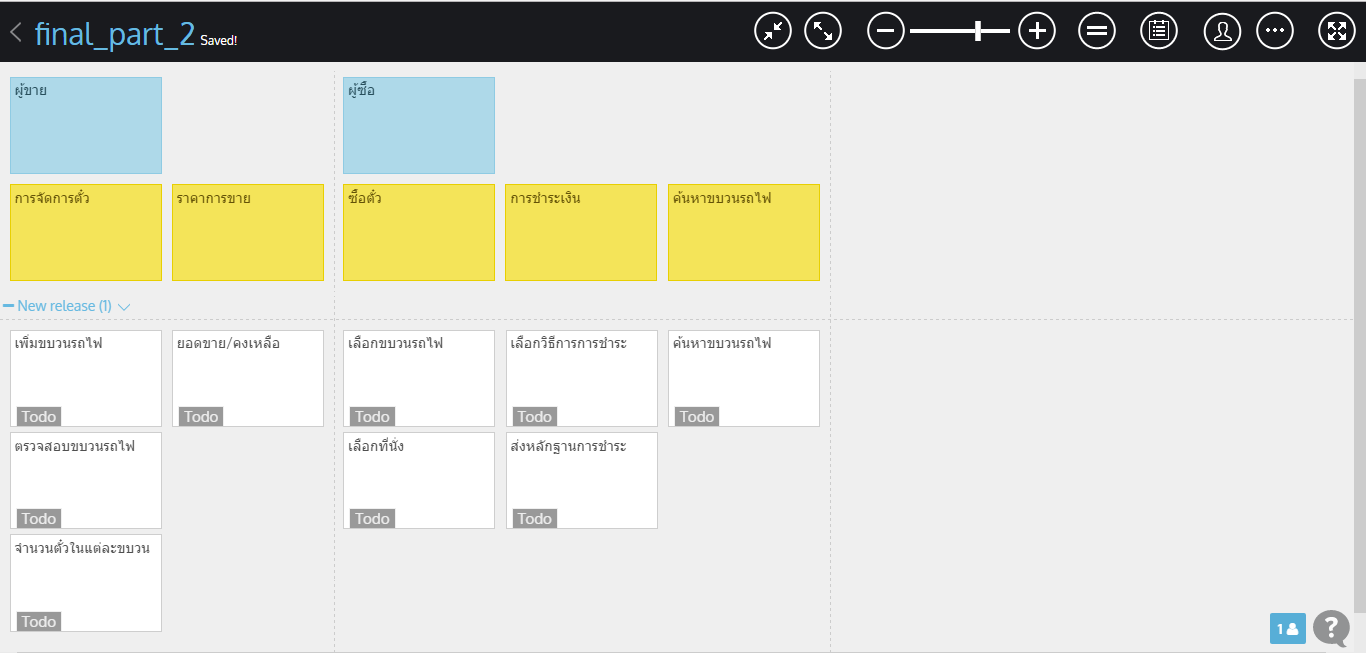 final_part_2 Saved!
ผู้ขาย
ผู้ซื้อ
การจัดการตั๋ว
ราคาการขาย
ซื้อตั๋ว
การชำระเงิน
ค้นหาขบวนรถไฟ
New release (1)
เพิ่มขบวนรถไฟ
Todo
ยอดขาย/คงเหลือ
Todo
เลือกขบวนรถไฟ
Todo
เลือกวิธีการการชำระ
Todo
ค้นหาขบวนรถไฟ
Todo
ตรวจสอบขบวนรถไฟ
Todo
เลือกที่นั่ง
Todo
ส่งหลักฐานการชำระ
Todo
จำนวนตั๋วในแต่ละขบวน
Todo
1
?